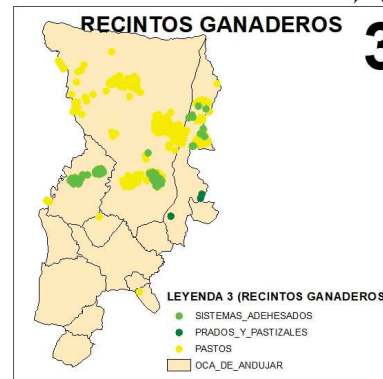 RECINTOS GANADEROS
3
LEYENDA 3 (RECINTOS GANADEROS
SISTEMAS_ADEHESADOS
PRADOS_Y_PASTIZALES
PASTOS
OCA_DE_ANDUJAR